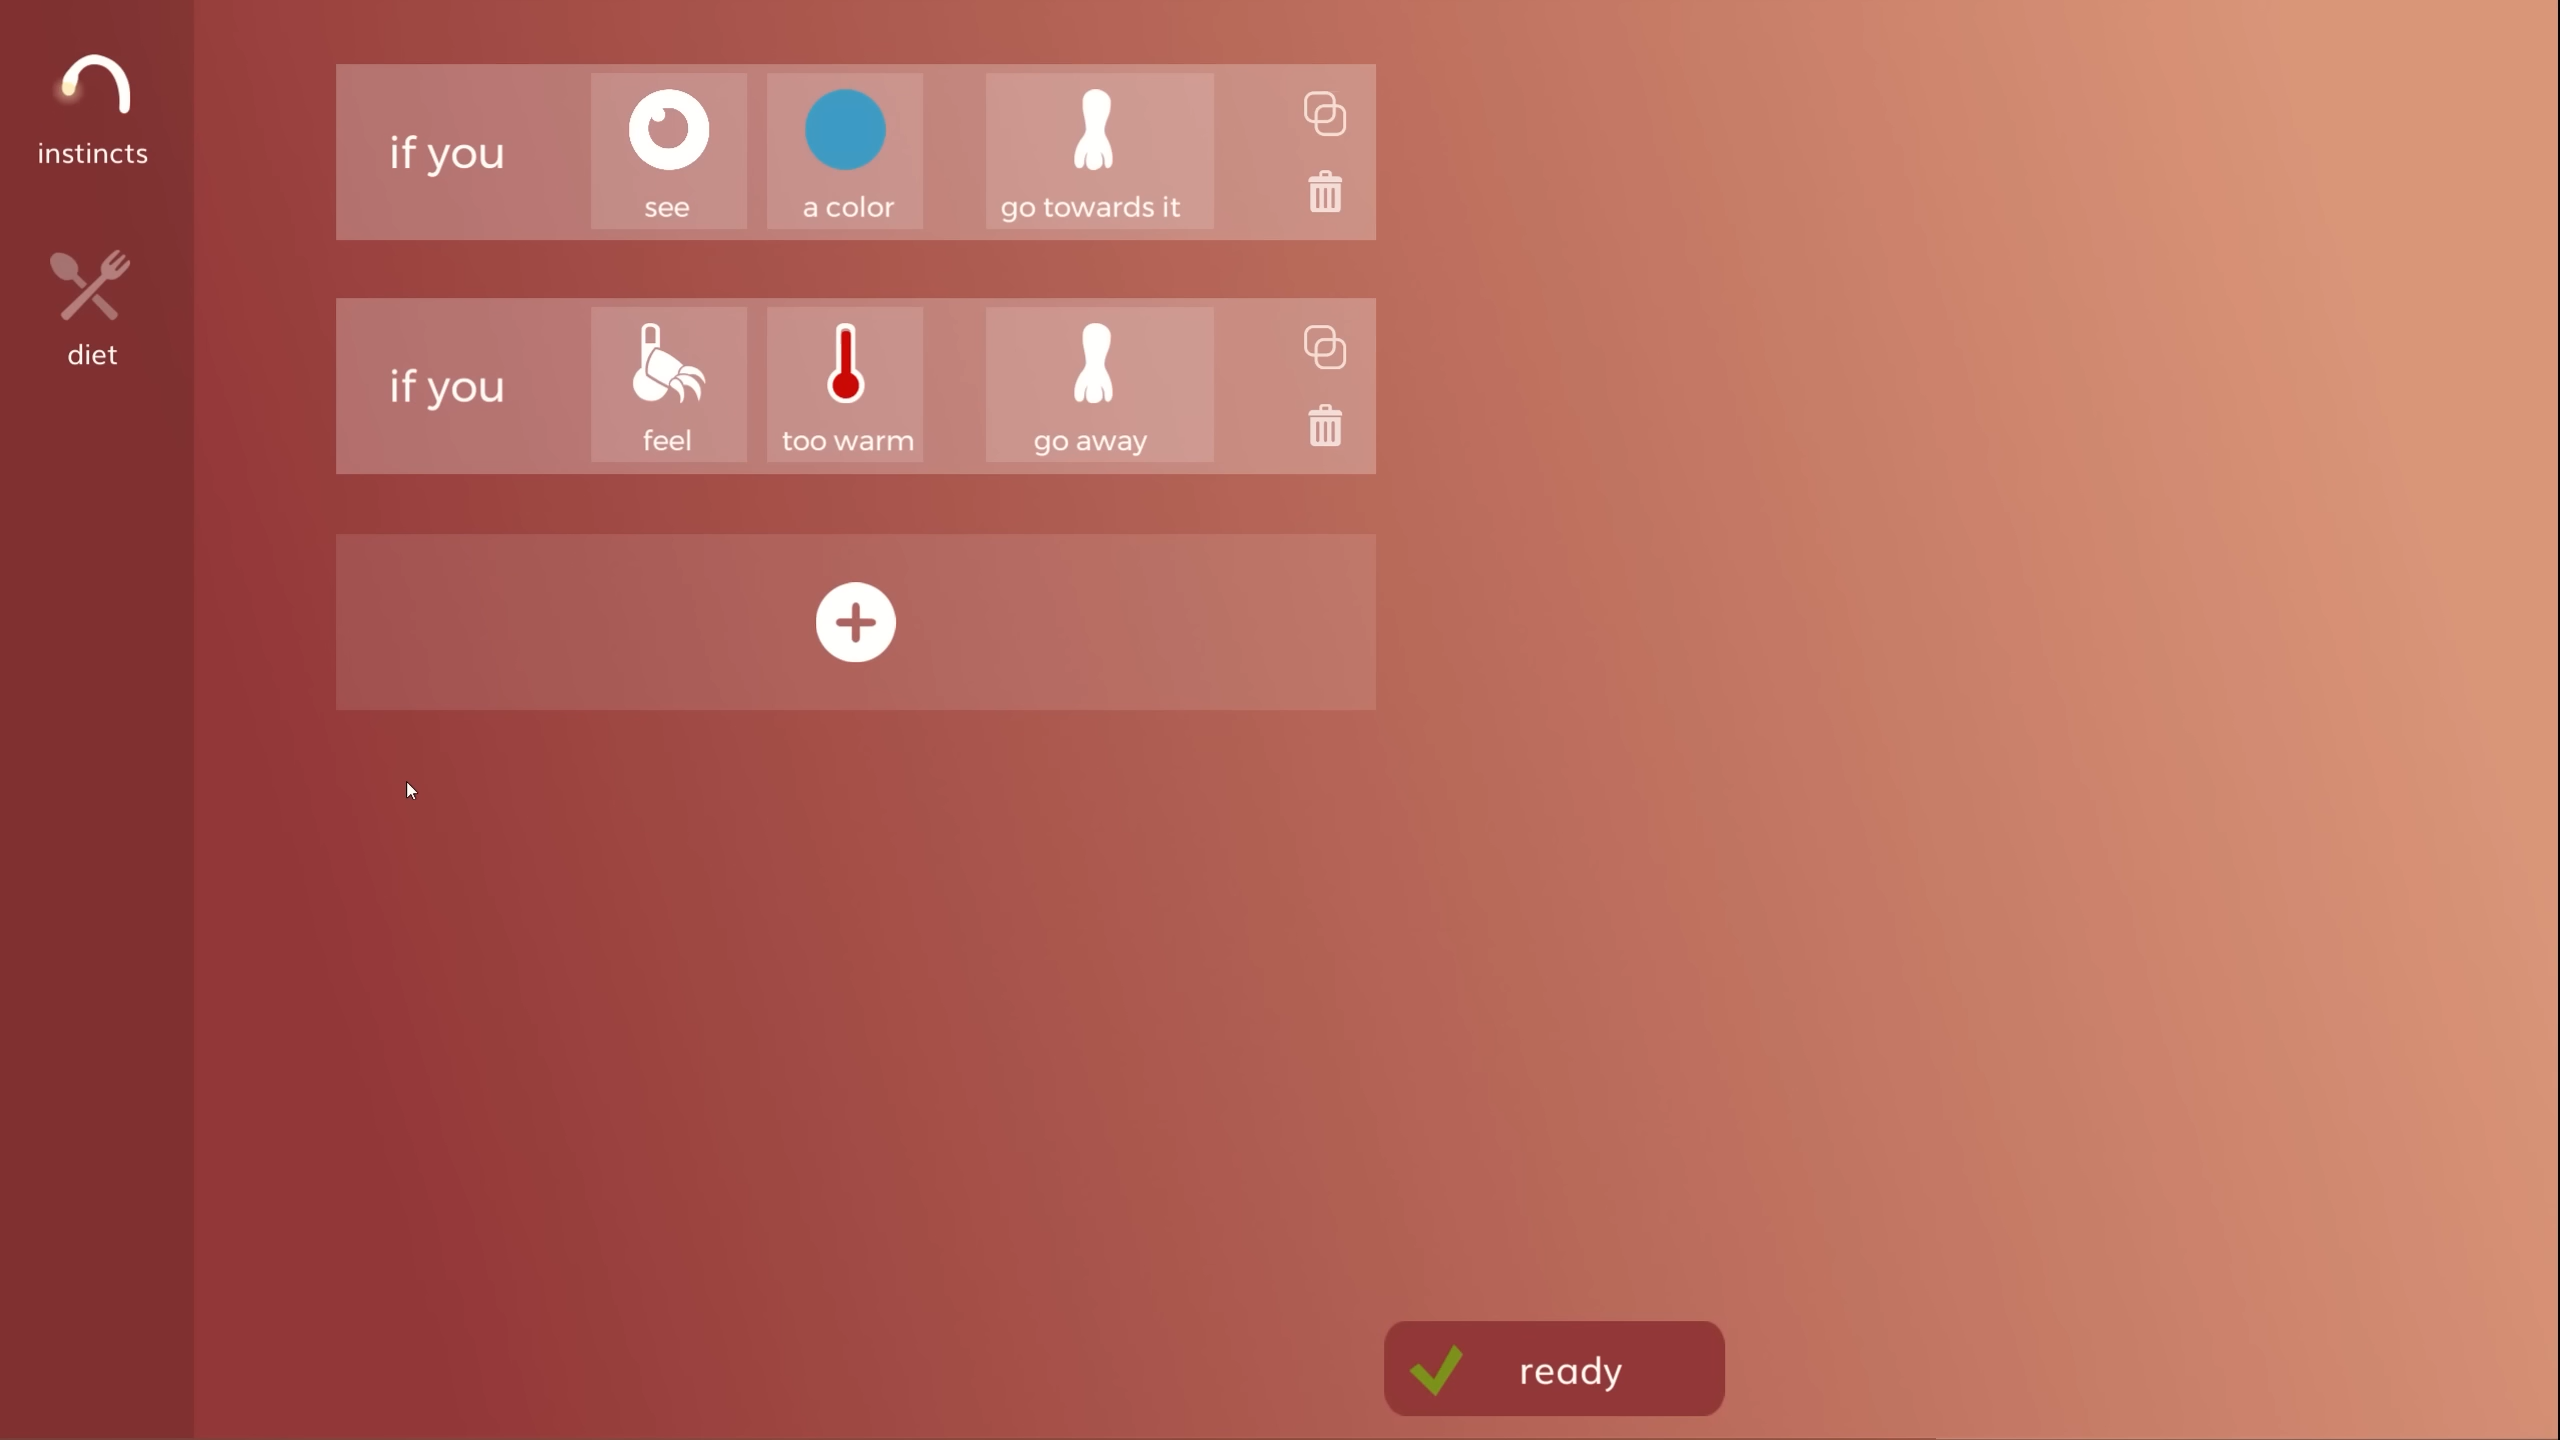 instincts
diet
if you
see
a color
go towards it
if you
feel
too warm
go away
ready